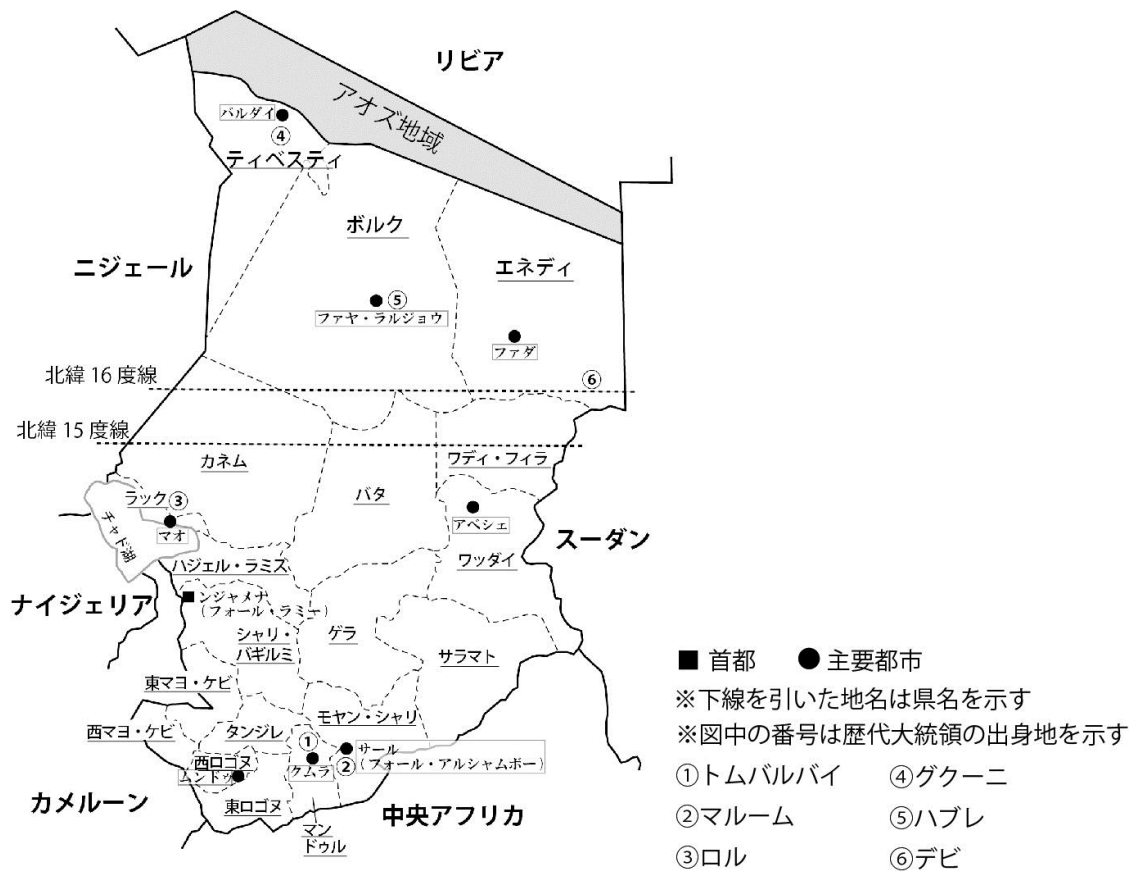 リビア
アオズ地域
バルダイ
④
ティベスティ
ボルク
ニジェール
エネディ
⑤
ファヤ・ラルジョウ
ファダ
⑥
北緯 16 度線
北緯 15 度線
カネム
ワディ・フィラ
バタ
ラック
③
マオ
チャド湖
アベシェ
スーダン
ワッダイ
ハジェル・ラミス
ナイジェリア
ンジャメナ
（フォール・ラミー）
シャリ・
バギルミ
ゲラ
サラマト
東マヨ・ケビ
西マヨ・ケビ
タンジレ
モヤン・シャリ
①
サール
（フォール・アルシャムボー）
②
クムラ
西ロゴヌ
ムンドゥ
カメルーン
東ロゴヌ
中央アフリカ
マン
ドゥル
■ 首都 ● 主要都市
※下線を引いた地名は県名を示す
※図中の番号は歴代大統領の出身地を示す
①トムバルバイ ④グクーニ
②マルーム ⑤ハブレ
③ロル ⑥デビ